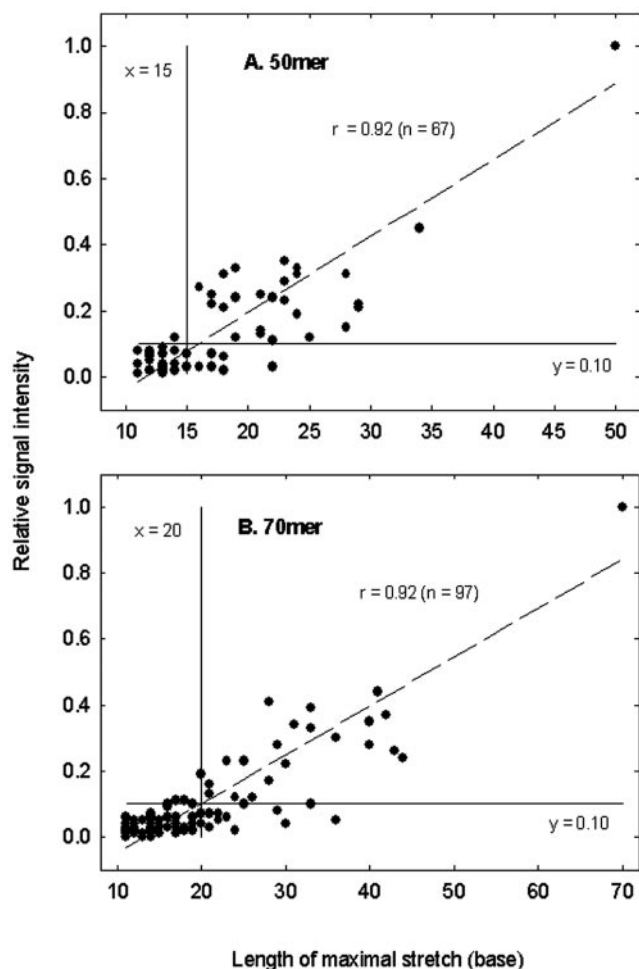 Relative signal intensity
A. 50mer
x = 15
r = 0.92 (n = 67)
y = 0.10
1.0
0.8
0.6
0.4
0.2
0.0
10 15 20 25 30 35 40 45 50
B. 70mer
x = 20
r = 0.92 (n = 97)
y = 0.10
1.0
0.8
0.6
0.4
0.2
0.0
10 20 30 40 50 60 70
Length of maximal stretch (base)